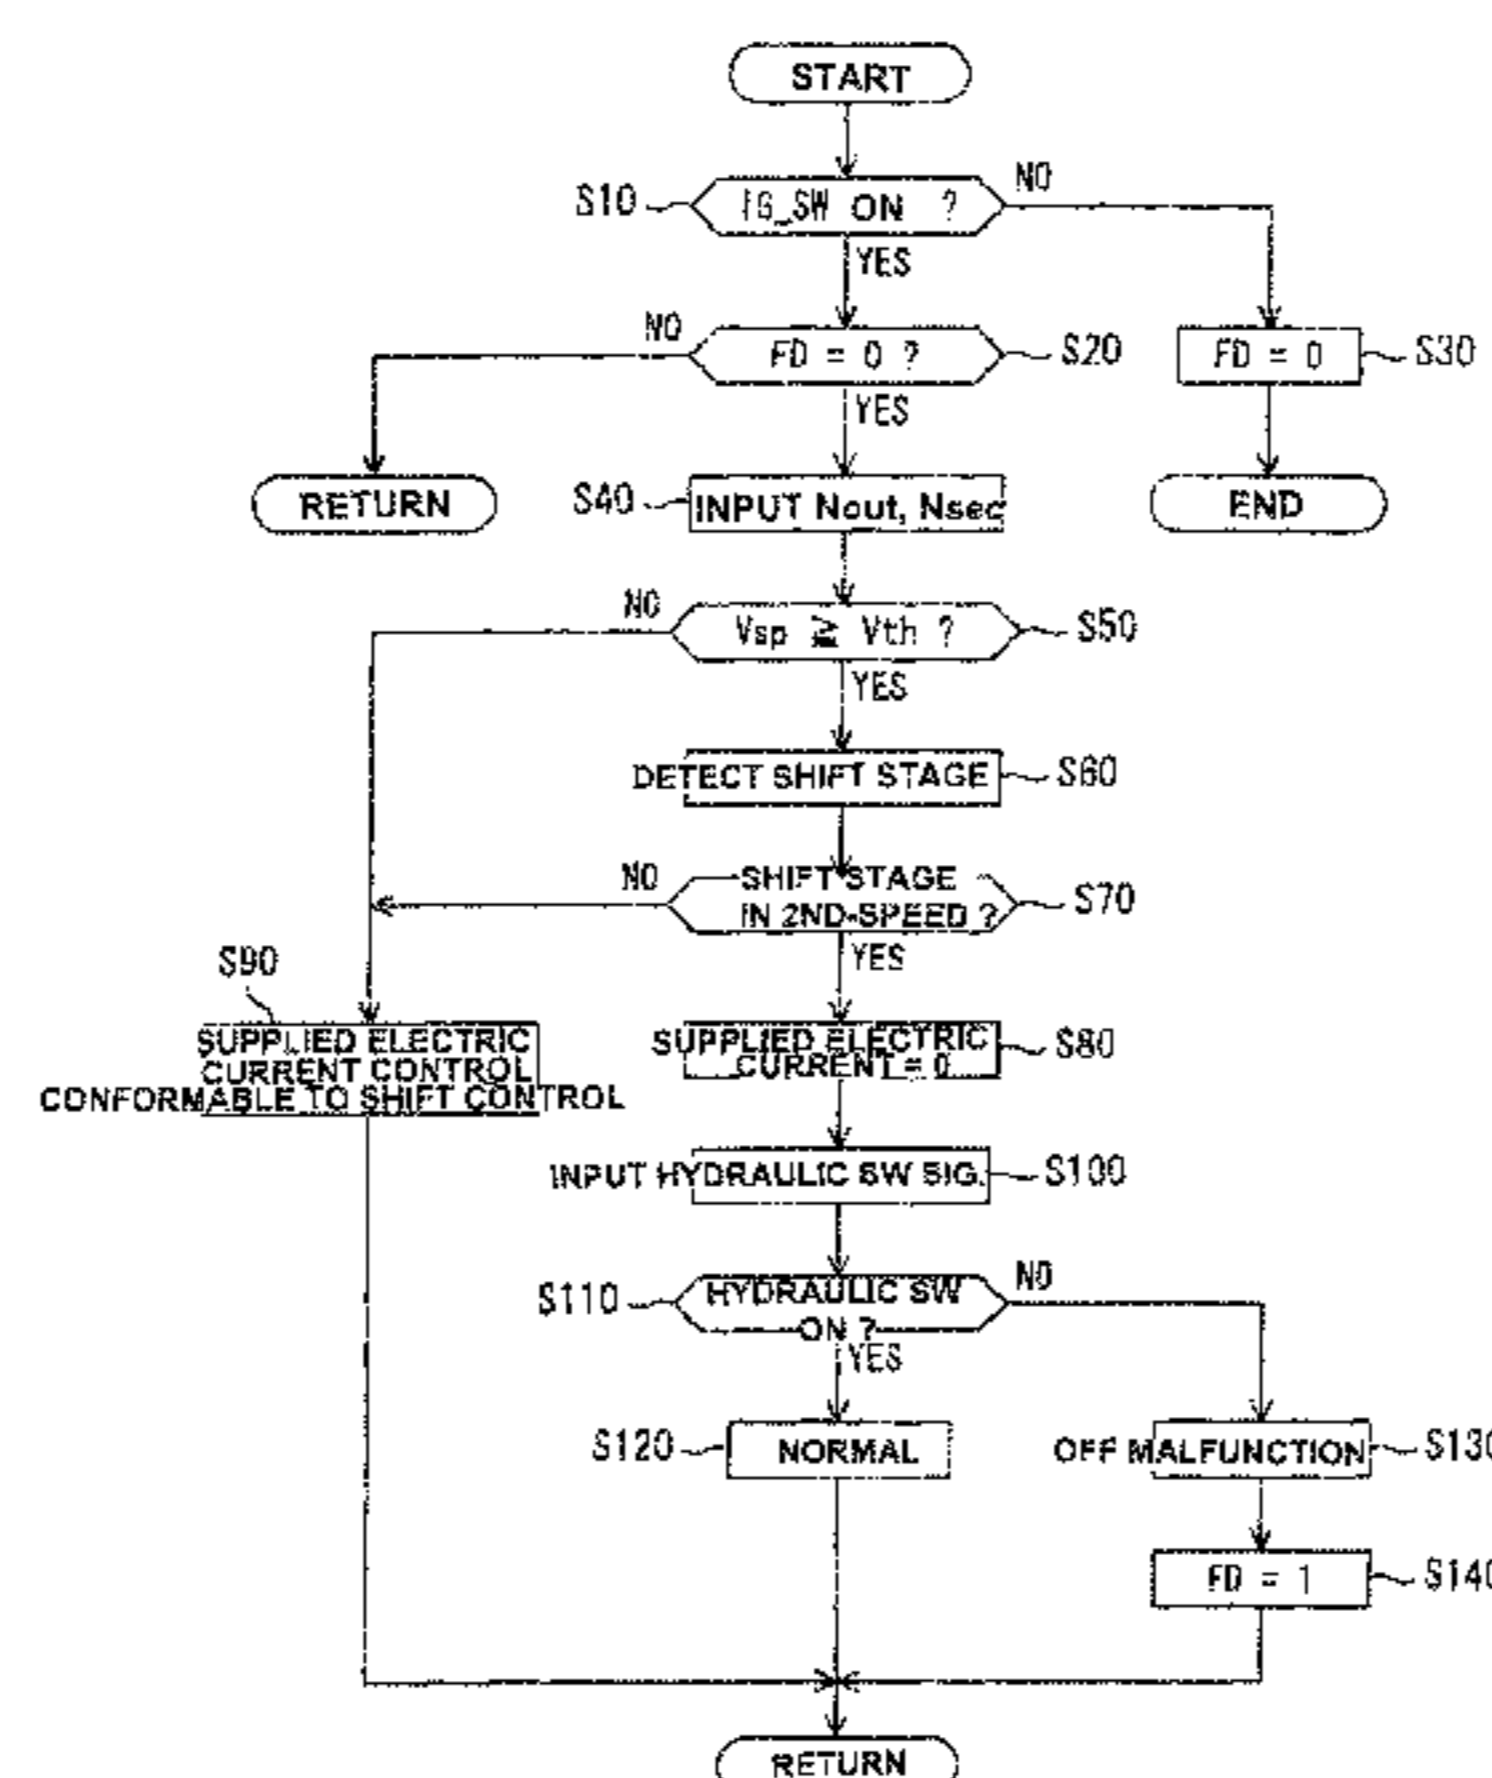 START
S10
IG_SW ON ?
NO
YES
NO
FD = 0 ?
S20
FD = 0
S30
YES
RETURN
S40
INPUT Nout, Nsec
END
NO
Vsp ≧ Vth ?
S50
YES
DETECT SHIFT STAGE
S60
NO
SHIFT STAGE
IN 2ND-SPEED ?
S70
YES
S90
SUPPLIED ELECTRIC
CURRENT CONTROL
CONFORMABLE TO SHIFT CONTROL
SUPPLIED ELECTRIC
CURRENT = 0
S80
INPUT HYDRAULIC SW SIG.
S100
S110
HYDRAULIC SW
ON ?
NO
YES
S120
NORMAL
OFF MALFUNCTION
S130
FD = 1
S140
RETURN